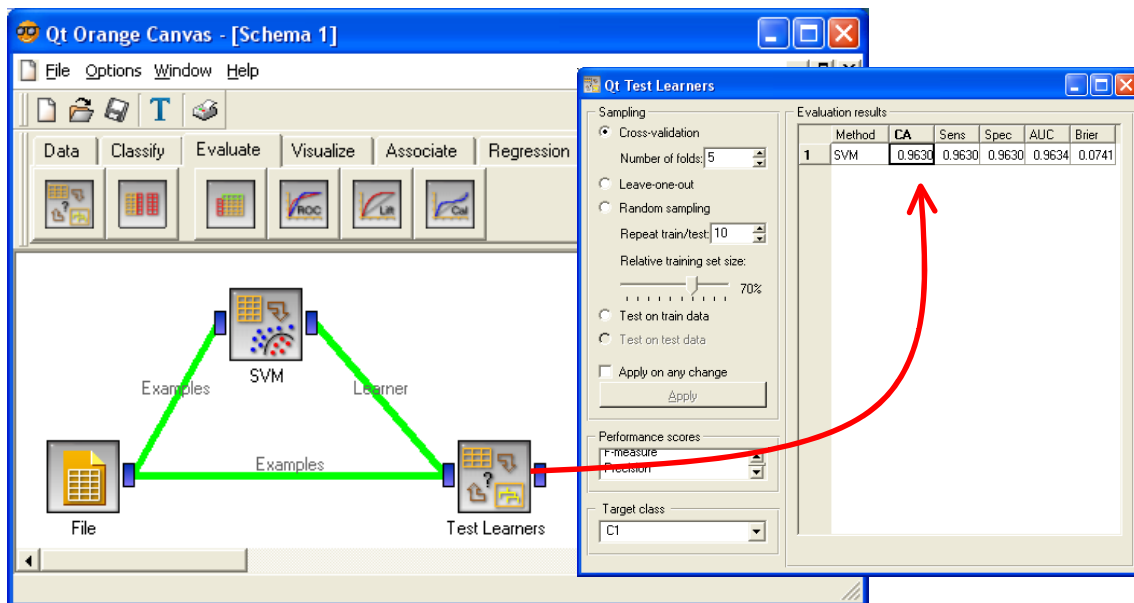 Qt Orange Canvas - [Schema 1]
File Options Window Help
T
Data Classify Evaluate Visualize Associate Regression
? ROC Lift Cal
SVM
Examples
Learner
Examples
?
File
Test Learners
Qt Test Learners
Sampling
Cross-validation
Number of folds: 5
Leave-one-out
Random sampling
Repeat train/test: 10
Relative training set size:
70%
Test on train data
Test on test data
Apply on any change
Apply
Performance scores
F-measure
Precision
Target class
C1
Evaluation results
Method CA Sens Spec AUC Brier
1 SVM 0.9630 0.9630 0.9630 0.9634 0.0741